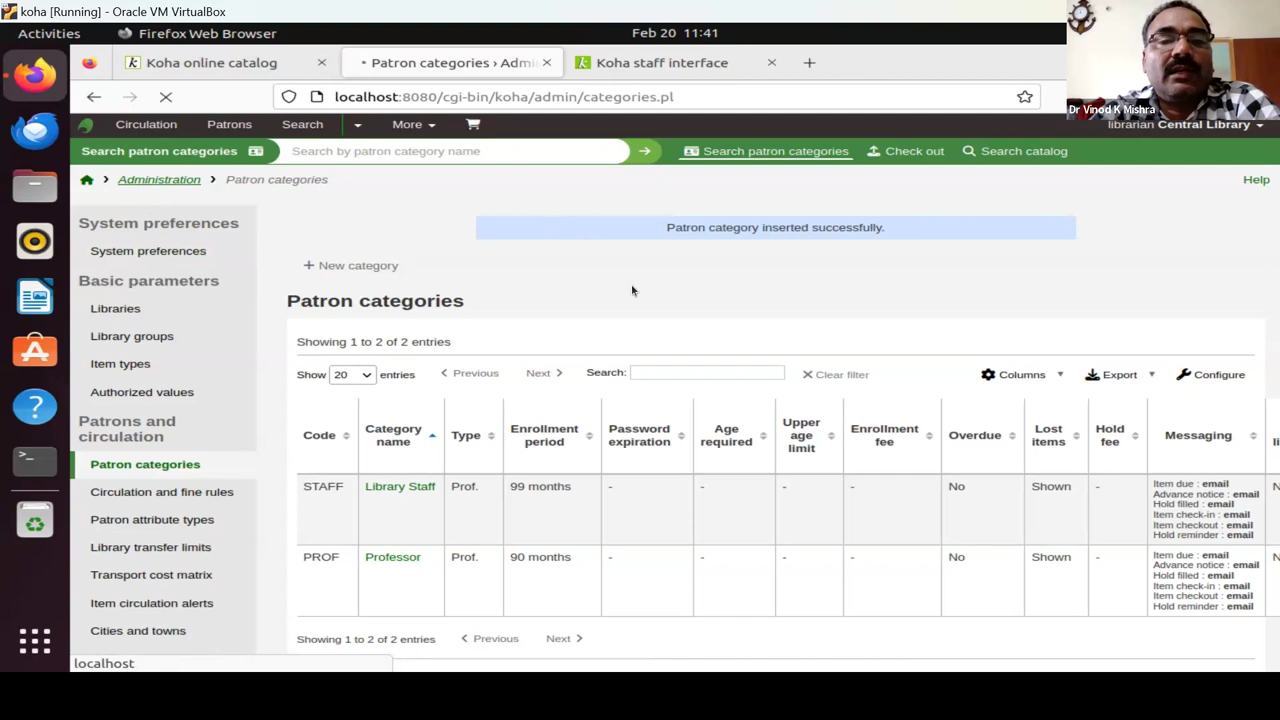 koha [Running] - Oracle VM VirtualBox
Activities
Firefox Web Browser
Feb 20 11:41
Koha online catalog
Patron categories › Admi
Koha staff interface
localhost:8080/cgi-bin/koha/admin/categories.pl
Dr Vinod K Mishra
Circulation
Patrons
Search
More
librarian Central Library
Search patron categories
Search by patron category name
Search patron categories
Check out
Search catalog
Administration
Patron categories
Help
System preferences
System preferences
Basic parameters
Libraries
Library groups
Item types
Authorized values
Patrons and
circulation
Patron categories
Circulation and fine rules
Patron attribute types
Library transfer limits
Transport cost matrix
Item circulation alerts
Cities and towns
Patron category inserted successfully.
+ New category
Patron categories
Showing 1 to 2 of 2 entries
Show 20 entries
Previous
Next
Search:
Clear filter
Columns
Export
Configure
Code
Category name
Type
Enrollment period
Password expiration
Age required
Upper age limit
Enrollment fee
Overdue
Lost items
Hold fee
Messaging
li
STAFF Library Staff Prof. 99 months - - - - No Shown -
Item due : email
Advance notice : email
Hold filled : email
Item check-in : email
Item checkout : email
Hold reminder : email
N
PROF Professor Prof. 90 months - - - - No Shown -
Item due : email
Advance notice : email
Hold filled : email
Item check-in : email
Item checkout : email
Hold reminder : email
N
Showing 1 to 2 of 2 entries
Previous
Next
localhost